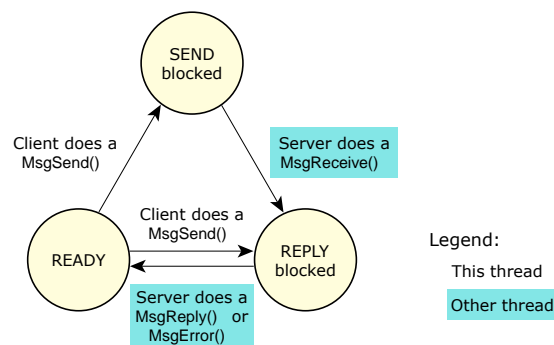 SEND
blocked
Client does a
MsgSend()
Server does a
MsgReceive()
Client does a
MsgSend()
READY
REPLY
blocked
Server does a
MsgReply() or
MsgError()
Legend:
This thread
Other thread